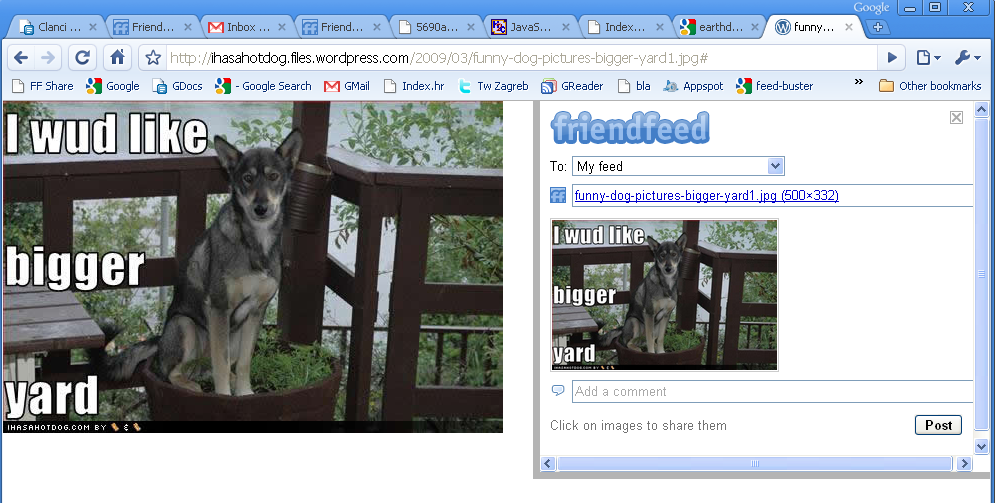 Google
Clanci ...
Friend...
Inbox ...
Friend...
5690a...
JavaS...
Index...
earthd...
funny...
http://ihasahotdog.files.wordpress.com/2009/03/funny-dog-pictures-bigger-yard1.jpg#
FF Share
Google
GDocs
- Google Search
GMail
Index.hr
Tw Zagreb
GReader
bla
Appspot
feed-buster
»
Other bookmarks
I wud like
bigger
yard
IHASAHOTDOG.COM BY & 
friendfeed
To: My feed
ff funny-dog-pictures-bigger-yard1.jpg (500×332)
I wud like
bigger
yard
Add a comment
Click on images to share them
Post